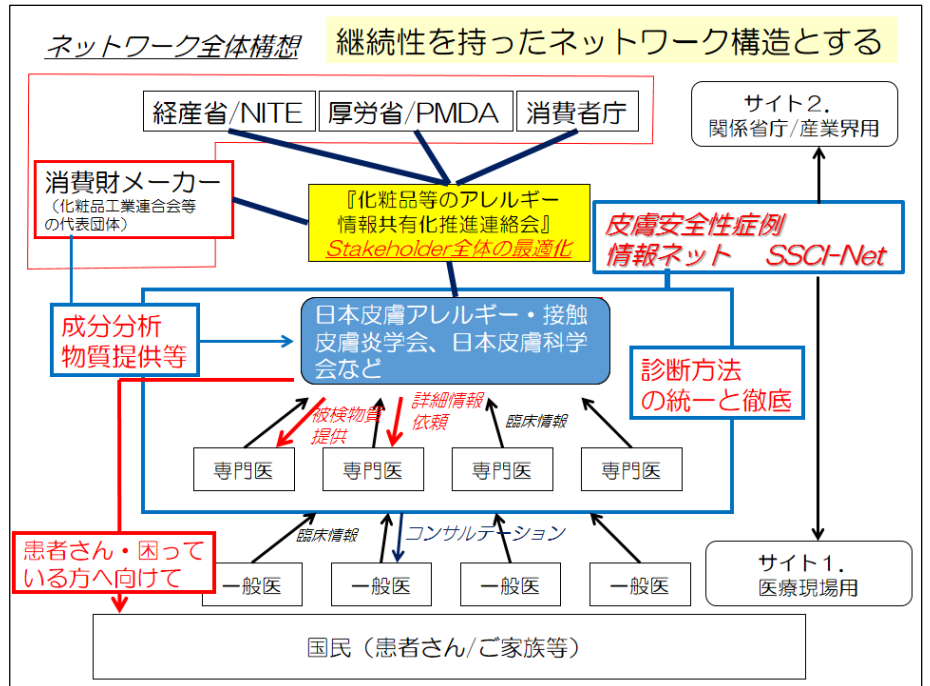 ネットワーク全体構想
継続性を持ったネットワーク構造とする
経産省/NITE
厚労省/PMDA
消費者庁
サイト2.
関係省庁/産業界用
消費財メーカー
(化粧品工業連合会等
の代表団体)
『化粧品等のアレルギー
情報共有化推進連絡会』
Stakeholder全体の最適化
皮膚安全性症例
情報ネット SSCI-Net
成分分析
物質提供等
日本皮膚アレルギー・接触
皮膚炎学会、日本皮膚科学
会など
診断方法
の統一と徹底
被検物質
提供
詳細情報
依頼
臨床情報
専門医
専門医
専門医
専門医
臨床情報
コンサルテーション
患者さん・困って
いる方へ向けて
一般医
一般医
一般医
一般医
サイト1.
医療現場用
国民(患者さん/ご家族等)